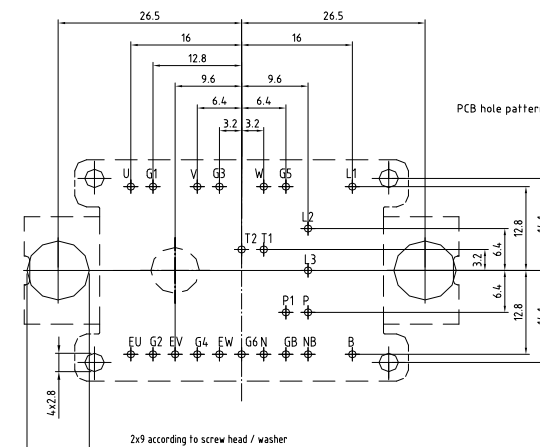 26.5 26.5
16 16
12.8
9.6 9.6
6.4 6.4
3.2 3.2
PCB hole pattern
U G1 V G3 W G5 L1
L2
T2 T1
L3
12.8
6.4
3.2
6.4
12.8
P1 P
EU G2 EV G4 EW G6 N GB NB B
4x2.8
2x9 according to screw head / washer